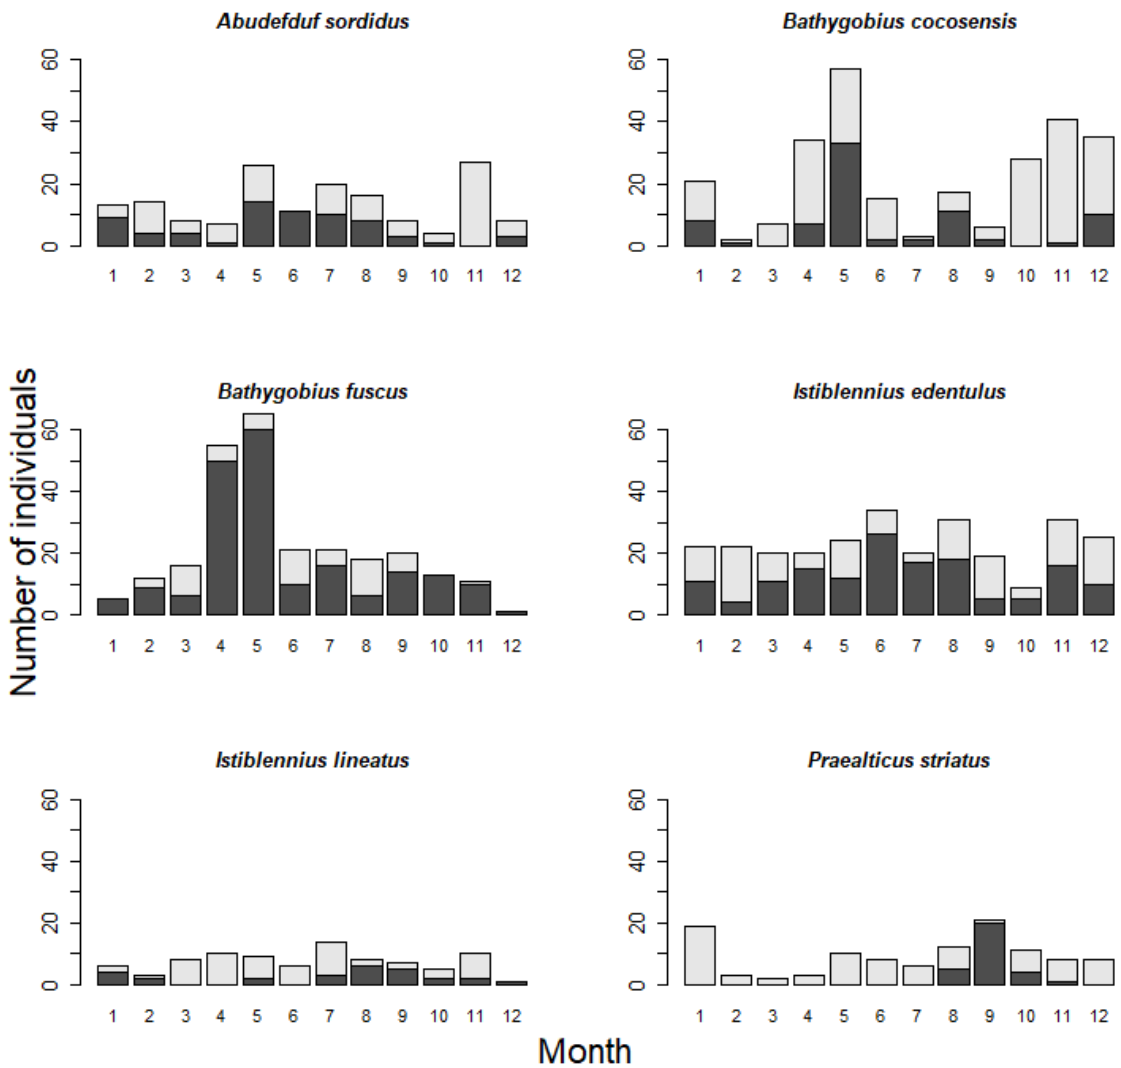 Abudefduf sordidus
60
40
20
0
1 2 3 4 5 6 7 8 9 10 11 12
Bathygobius cocosensis
60
40
20
0
1 2 3 4 5 6 7 8 9 10 11 12
Number of individuals
Bathygobius fuscus
60
40
20
0
1 2 3 4 5 6 7 8 9 10 11 12
Istiblennius edentulus
60
40
20
0
1 2 3 4 5 6 7 8 9 10 11 12
Istiblennius lineatus
60
40
20
0
1 2 3 4 5 6 7 8 9 10 11 12
Praealticus striatus
60
40
20
0
1 2 3 4 5 6 7 8 9 10 11 12
Month